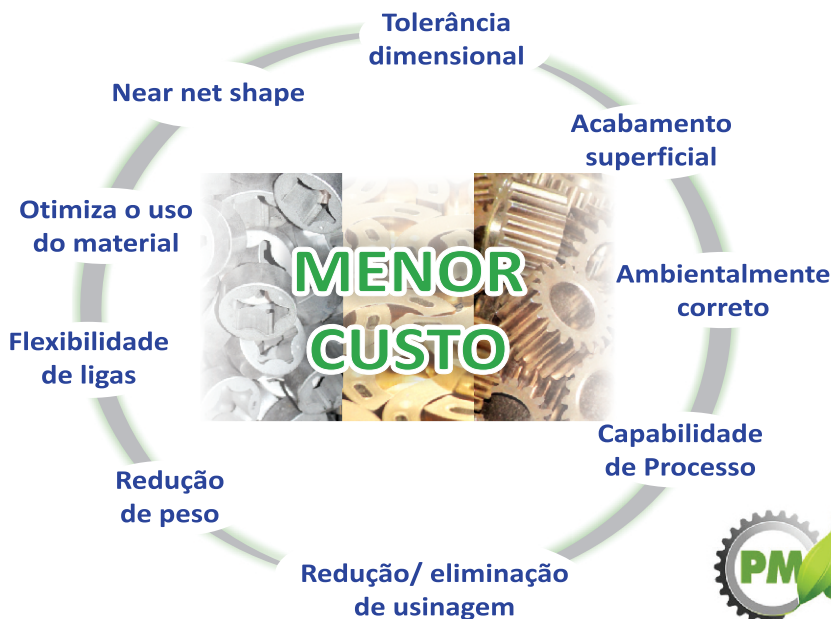 Tolerância
dimensional
Acabamento
superficial
Ambientalmente
correto
Capabilidade
de Processo
Redução/ eliminação
de usinagem
Redução
de peso
Flexibilidade
de ligas
Otimiza o uso
do material
Near net shape
MENOR
CUSTO
PM